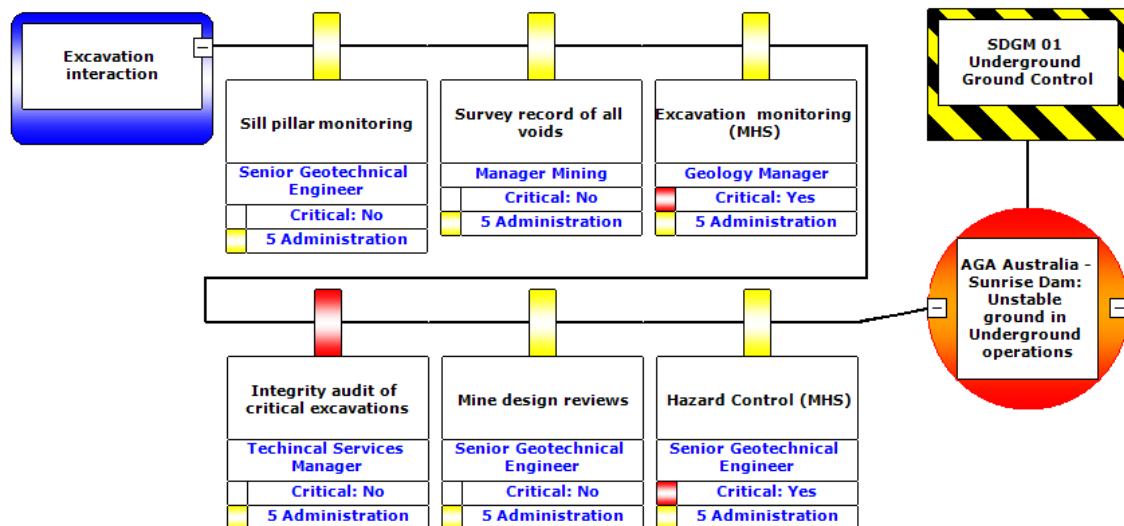 Excavation
interaction
Sill pillar monitoring
Senior Geotechnical
Engineer
Critical: No
5 Administration
Survey record of all
voids
Manager Mining
Critical: No
5 Administration
Excavation monitoring
(MHS)
Geology Manager
Critical: Yes
5 Administration
SDGM 01
Underground
Ground Control
AGA Australia -
Sunrise Dam:
Unstable
ground in
Underground
operations
Integrity audit of
critical excavations
Techincal Services
Manager
Critical: No
5 Administration
Mine design reviews
Senior Geotechnical
Engineer
Critical: No
5 Administration
Hazard Control (MHS)
Senior Geotechnical
Engineer
Critical: Yes
5 Administration